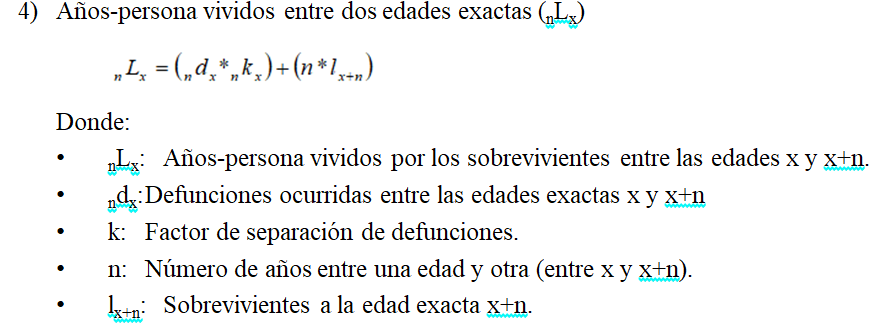 4) Años-persona vividos entre dos edades exactas (ₙLₓ)
ₙLₓ = (ₙdₓ*ₙkₓ)+(n*lₓ₊ₙ)
Donde:
• ₙLₓ: Años-persona vividos por los sobrevivientes entre las edades x y x+n.
• ₙdₓ:Defunciones ocurridas entre las edades exactas x y x+n
• k: Factor de separación de defunciones.
• n: Número de años entre una edad y otra (entre x y x+n).
• lₓ₊ₙ: Sobrevivientes a la edad exacta x+n.